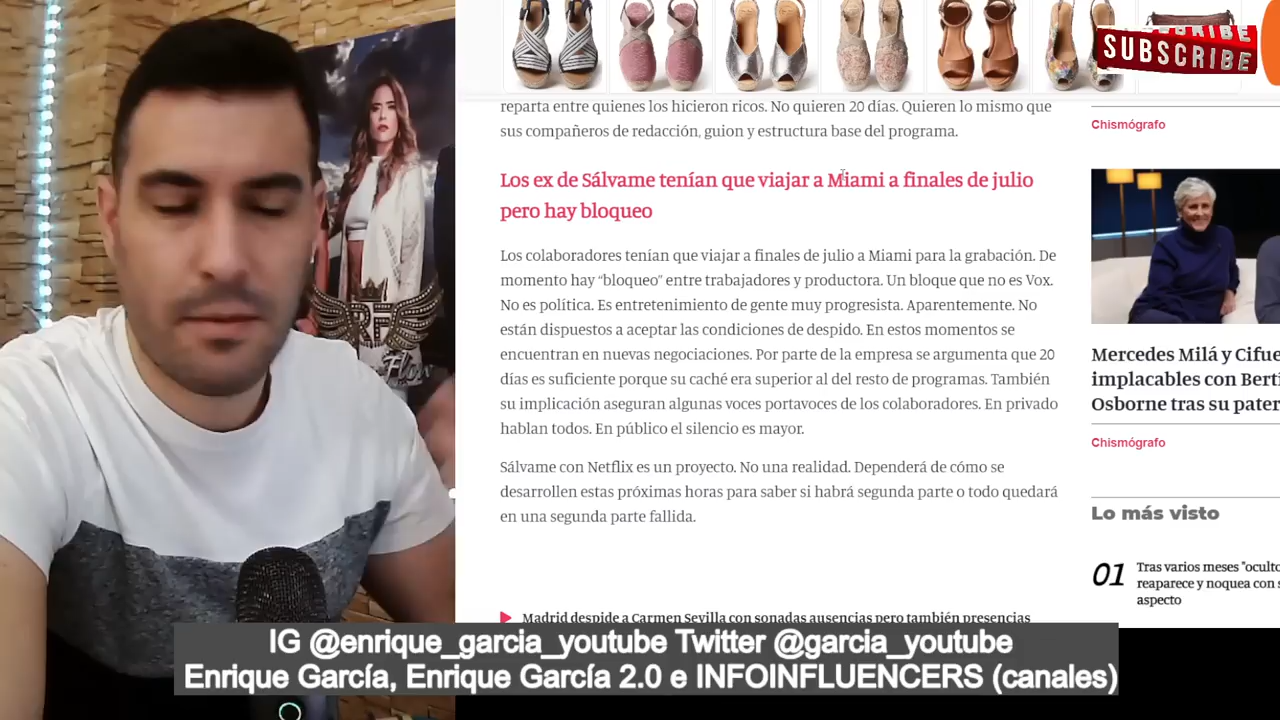 SUBSCRIBE
reparta entre quienes los hicieron ricos. No quieren 20 días. Quieren lo mismo que
sus compañeros de redacción, guion y estructura base del programa.
Los ex de Sálvame tenían que viajar a Miami a finales de julio
pero hay bloqueo
Los colaboradores tenían que viajar a finales de julio a Miami para la grabación. De
momento hay “bloqueo” entre trabajadores y productora. Un bloque que no es Vox.
No es política. Es entretenimiento de gente muy progresista. Aparentemente. No
están dispuestos a aceptar las condiciones de despido. En estos momentos se
encuentran en nuevas negociaciones. Por parte de la empresa se argumenta que 20
días es suficiente porque su caché era superior al del resto de programas. También
su implicación aseguran algunas voces portavoces de los colaboradores. En privado
hablan todos. En público el silencio es mayor.
Sálvame con Netflix es un proyecto. No una realidad. Dependerá de cómo se
desarrollen estas próximas horas para saber si habrá segunda parte o todo quedará
en una segunda parte fallida.
Madrid despide a Carmen Sevilla con sonadas ausencias pero también presencias
Chismógrafo
Mercedes Milá y Cifue
implacables con Berti
Osborne tras su pater
Chismógrafo
Lo más visto
01
Tras varios meses "oculto
reaparece y noquea con s
aspecto
RF
Flow
IG @enrique_garcia_youtube Twitter @garcia_youtube
Enrique García, Enrique García 2.0 e INFOINFLUENCERS (canales)